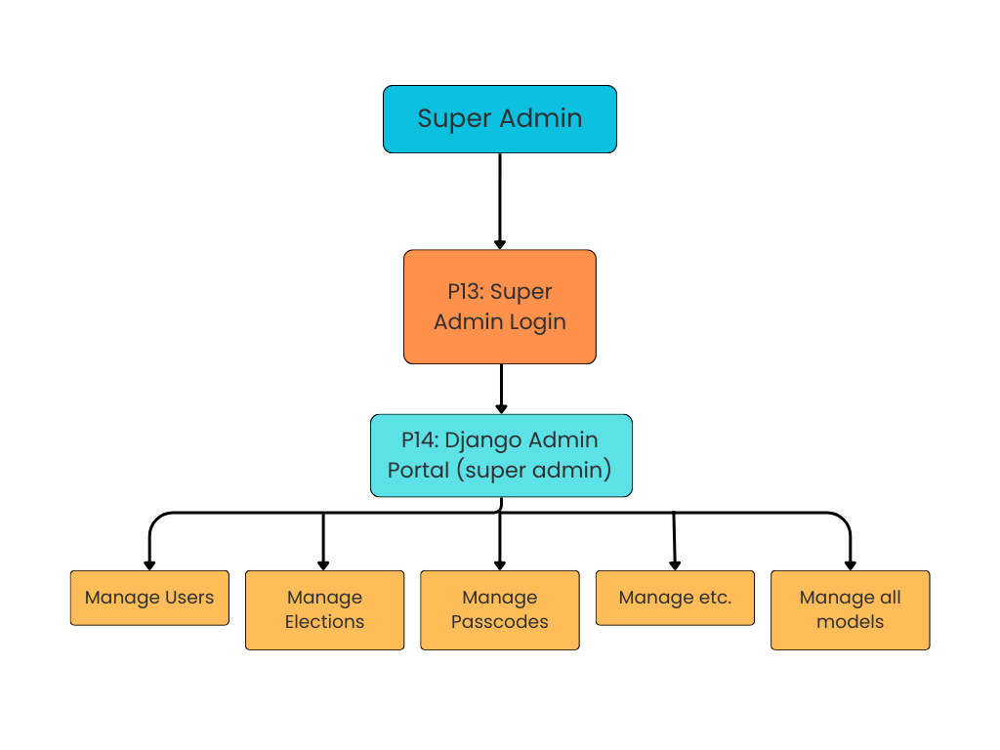 Super Admin
P13: Super
Admin Login
P14: Django Admin
Portal (super admin)
Manage Users
Manage
Elections
Manage
Passcodes
Manage etc.
Manage all
models